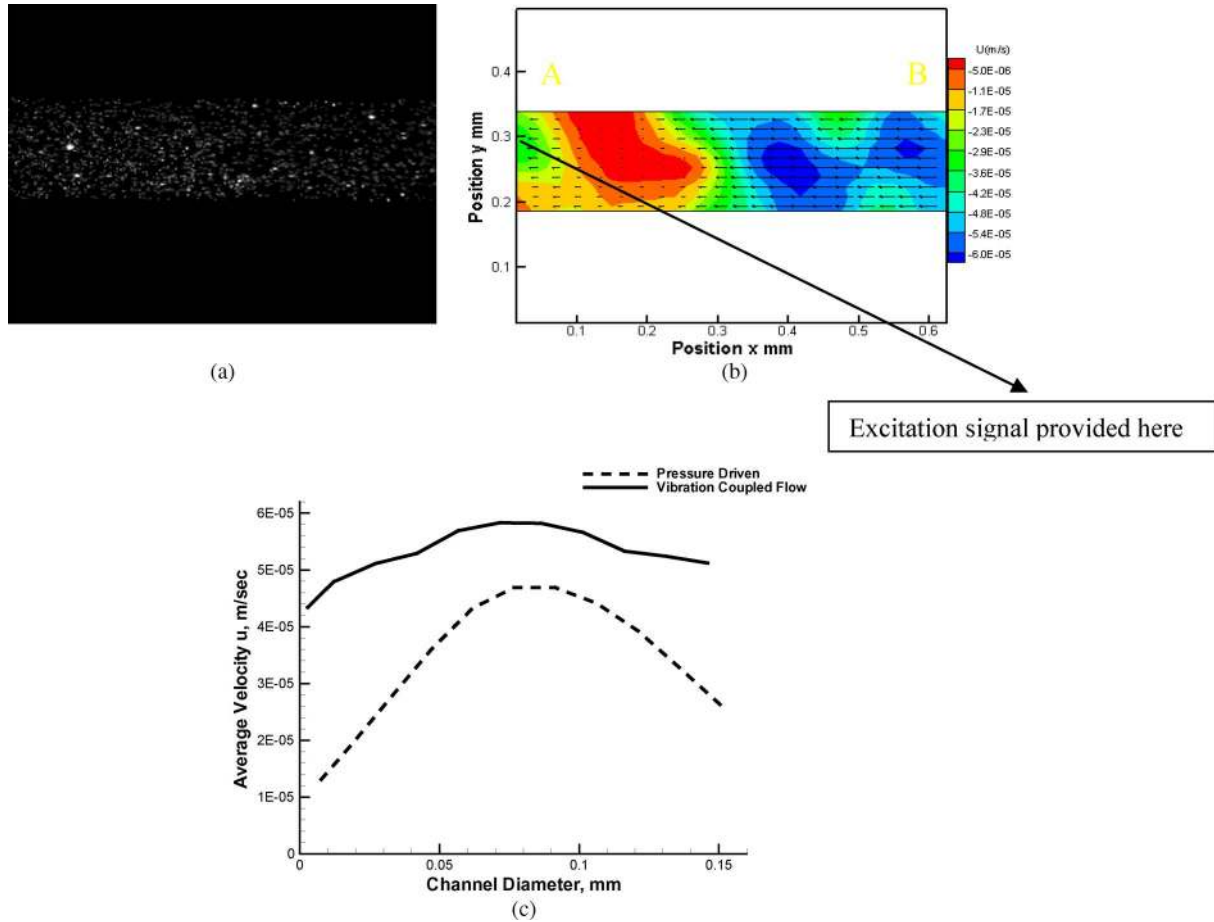 A
B
U(m/s)
-5.0E-06
-1.1E-05
-1.7E-05
-2.3E-05
-2.9E-05
-3.6E-05
-4.2E-05
-4.8E-05
-5.4E-05
-6.0E-05
Position y mm
0.4
0.3
0.2
0.1
0.1 0.2 0.3 0.4 0.5 0.6
Position x mm
(a)
(b)
Excitation signal provided here
Pressure Driven
Vibration Coupled Flow
Average Velocity u, m/sec
6E-05
5E-05
4E-05
3E-05
2E-05
1E-05
0
0 0.05 0.1 0.15
Channel Diameter, mm
(c)